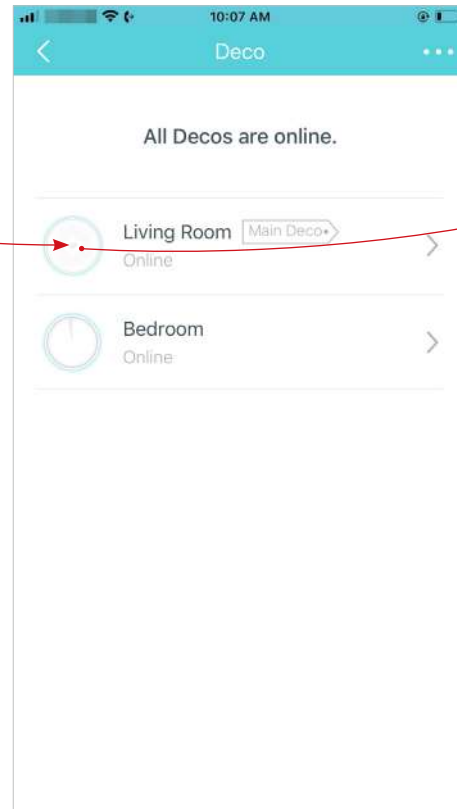 10:07 AM
Deco
All Decos are online.
Living Room Main Deco
Online
Bedroom
Online